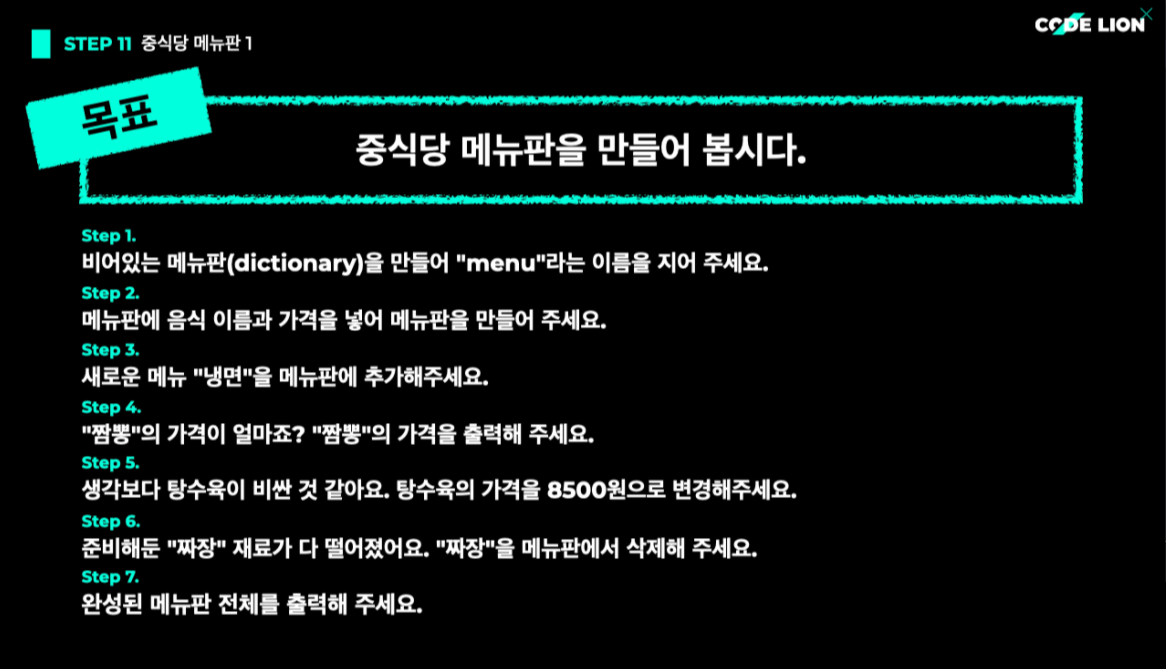 CODE LION
STEP 11 중식당 메뉴판 1
목표
중식당 메뉴판을 만들어 봅시다.
Step 1.
비어있는 메뉴판(dictionary)을 만들어 "menu"라는 이름을 지어 주세요.
Step 2.
메뉴판에 음식 이름과 가격을 넣어 메뉴판을 만들어 주세요.
Step 3.
새로운 메뉴 "냉면"을 메뉴판에 추가해주세요.
Step 4.
"짬뽕"의 가격이 얼마죠? "짬뽕"의 가격을 출력해 주세요.
Step 5.
생각보다 탕수육이 비싼 것 같아요. 탕수육의 가격을 8500원으로 변경해주세요.
Step 6.
준비해둔 "짜장" 재료가 다 떨어졌어요. "짜장"을 메뉴판에서 삭제해 주세요.
Step 7.
완성된 메뉴판 전체를 출력해 주세요.